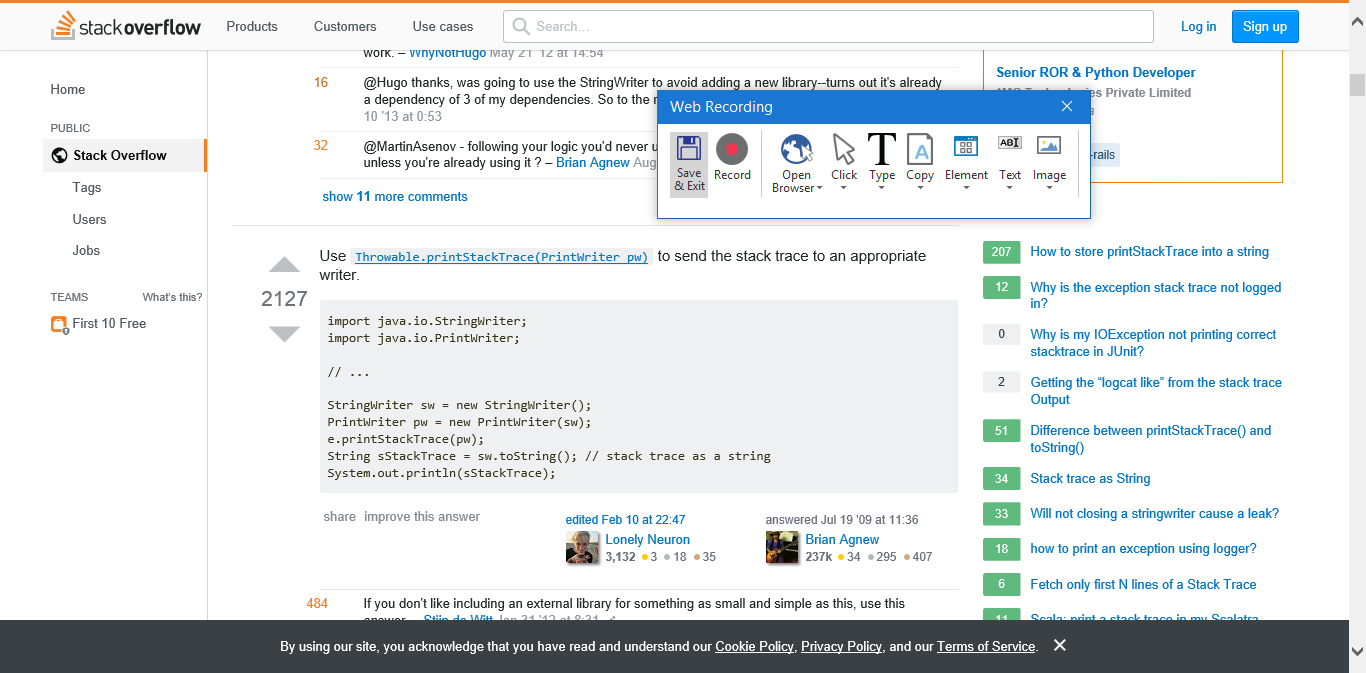 stackoverflow Products Customers Use cases Search... Log in Sign up
Home
PUBLIC
Stack Overflow
Tags
Users
Jobs
TEAMS What's this?
First 10 Free
work. – WhyNotHugo May 21 '12 at 14:54
16 @Hugo thanks, was going to use the StringWriter to avoid adding a new library--turns out it's already
a dependency of 3 of my dependencies. So to the
10 '13 at 0:53
32 @MartinAsenov - following your logic you'd never
unless you're already using it ? – Brian Agnew Aug
show 11 more comments
Web Recording
Save
& Exit
Record
Open
Browser
Click
Type
Copy
Element
ABI
Text
Image
Senior ROR & Python Developer
Technologies Private Limited
-rails
Use Throwable.printStackTrace(PrintWriter pw) to send the stack trace to an appropriate
writer.
2127
import java.io.StringWriter;
import java.io.PrintWriter;
// ...
StringWriter sw = new StringWriter();
PrintWriter pw = new PrintWriter(sw);
e.printStackTrace(pw);
String sStackTrace = sw.toString(); // stack trace as a string
System.out.println(sStackTrace);
share improve this answer
edited Feb 10 at 22:47
Lonely Neuron
3,132 3 18 35
answered Jul 19 '09 at 11:36
Brian Agnew
237k 34 295 407
484 If you don't like including an external library for something as small and simple as this, use this
answer. – Stijn de Witt Jan 31 '12 at 8:31
207 How to store printStackTrace into a string
12 Why is the exception stack trace not logged
in?
0 Why is my IOException not printing correct
stacktrace in JUnit?
2 Getting the “logcat like” from the stack trace
Output
51 Difference between printStackTrace() and
toString()
34 Stack trace as String
33 Will not closing a stringwriter cause a leak?
18 how to print an exception using logger?
6 Fetch only first N lines of a Stack Trace
11 Scala: print a stack trace in my Scalatra
By using our site, you acknowledge that you have read and understand our Cookie Policy, Privacy Policy, and our Terms of Service.